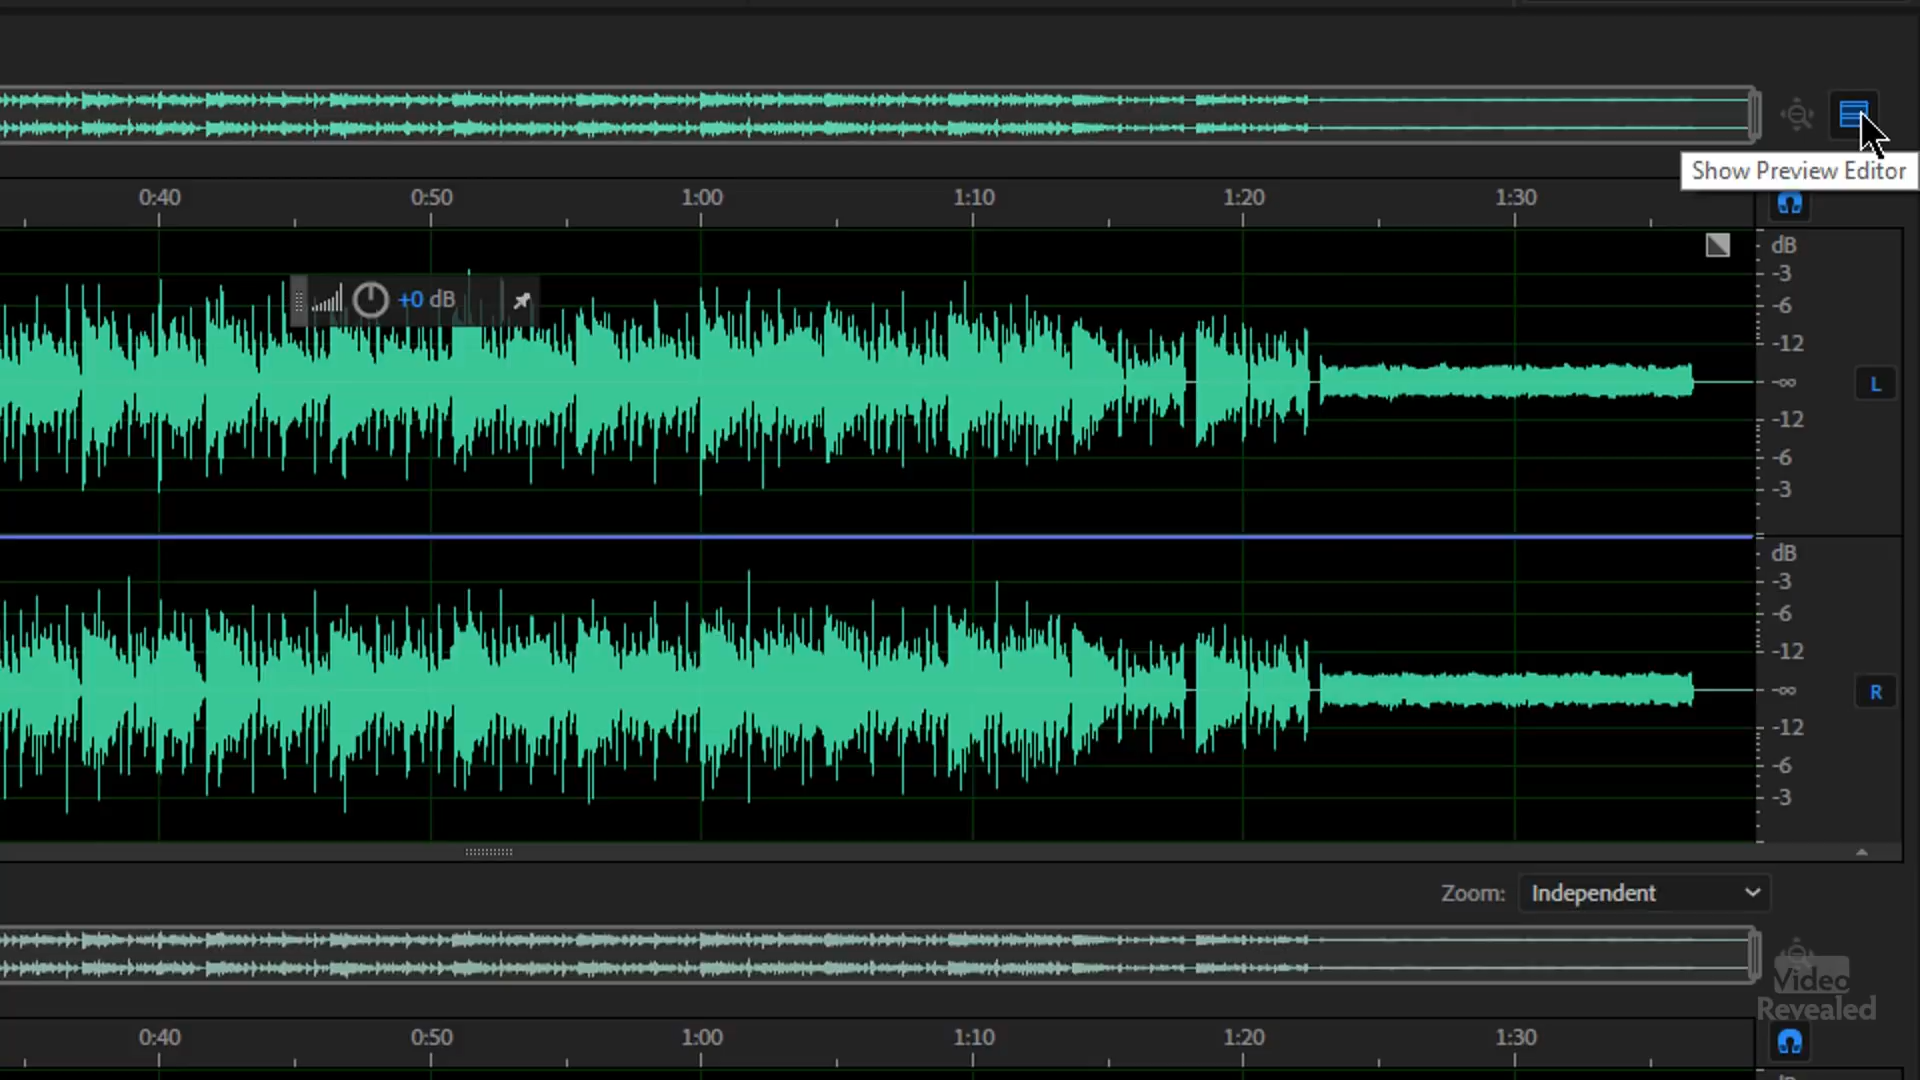 Show Preview Editor
0:40 0:50 1:00 1:10 1:20 1:30
dB
-3
-6
+0 dB
-12
-∞
L
-12
-6
-3
dB
-3
-6
-12
-∞
R
-12
-6
-3
Zoom: Independent
Video
Revealed
0:40 0:50 1:00 1:10 1:20 1:30